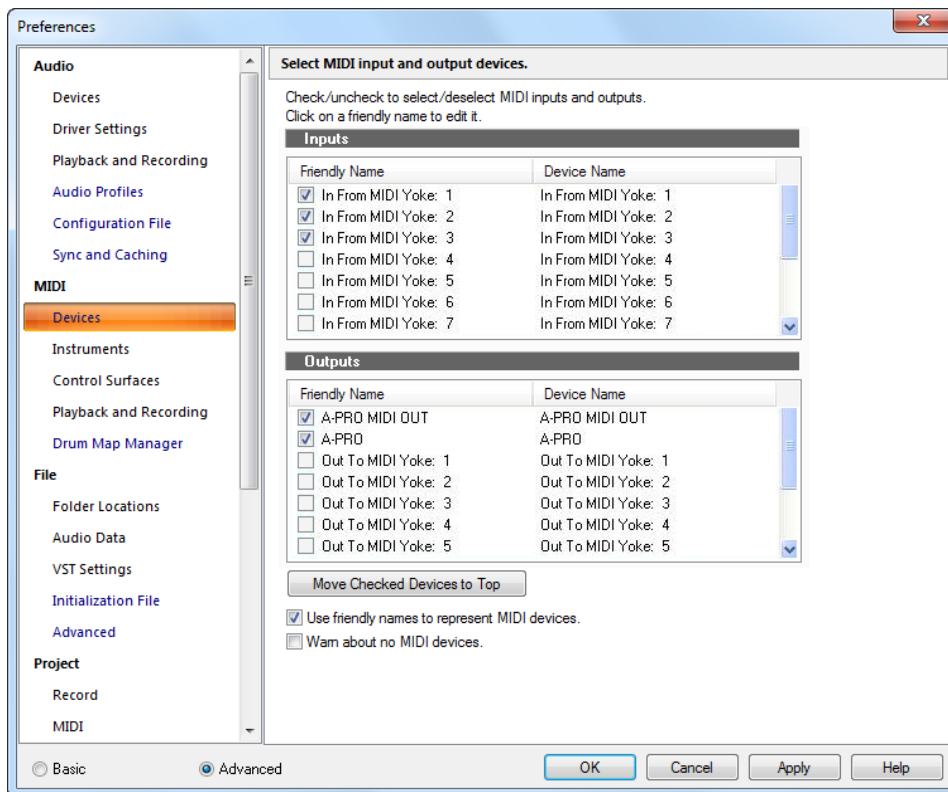 Preferences
Audio
Devices
Driver Settings
Playback and Recording
Audio Profiles
Configuration File
Sync and Caching
MIDI
Devices
Instruments
Control Surfaces
Playback and Recording
Drum Map Manager
File
Folder Locations
Audio Data
VST Settings
Initialization File
Advanced
Project
Record
MIDI
Select MIDI input and output devices.
Check/uncheck to select/deselect MIDI inputs and outputs.
Click on a friendly name to edit it.
Inputs
Friendly Name Device Name
In From MIDI Yoke: 1 In From MIDI Yoke: 1
In From MIDI Yoke: 2 In From MIDI Yoke: 2
In From MIDI Yoke: 3 In From MIDI Yoke: 3
In From MIDI Yoke: 4 In From MIDI Yoke: 4
In From MIDI Yoke: 5 In From MIDI Yoke: 5
In From MIDI Yoke: 6 In From MIDI Yoke: 6
In From MIDI Yoke: 7 In From MIDI Yoke: 7
Outputs
Friendly Name Device Name
A-PRO MIDI OUT A-PRO MIDI OUT
A-PRO A-PRO
Out To MIDI Yoke: 1 Out To MIDI Yoke: 1
Out To MIDI Yoke: 2 Out To MIDI Yoke: 2
Out To MIDI Yoke: 3 Out To MIDI Yoke: 3
Out To MIDI Yoke: 4 Out To MIDI Yoke: 4
Out To MIDI Yoke: 5 Out To MIDI Yoke: 5
Move Checked Devices to Top
Use friendly names to represent MIDI devices.
Warn about no MIDI devices.
Basic Advanced OK Cancel Apply Help